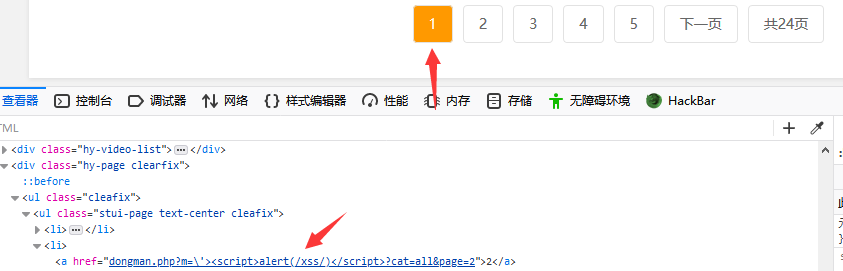 1 2 3 4 5 下一页 共24页
查看器 控制台 调试器 网络 样式编辑器 性能 内存 存储 无障碍环境 HackBar
HTML
<div class="hy-video-list"></div>
<div class="hy-page clearfix">
::before
<ul class="cleafix">
<ul class="stui-page text-center cleafix">
<li></li>
<li>
<a href="dongman.php?m=\'><script>alert(/xss/)</script>?cat=all&page=2">2</a>